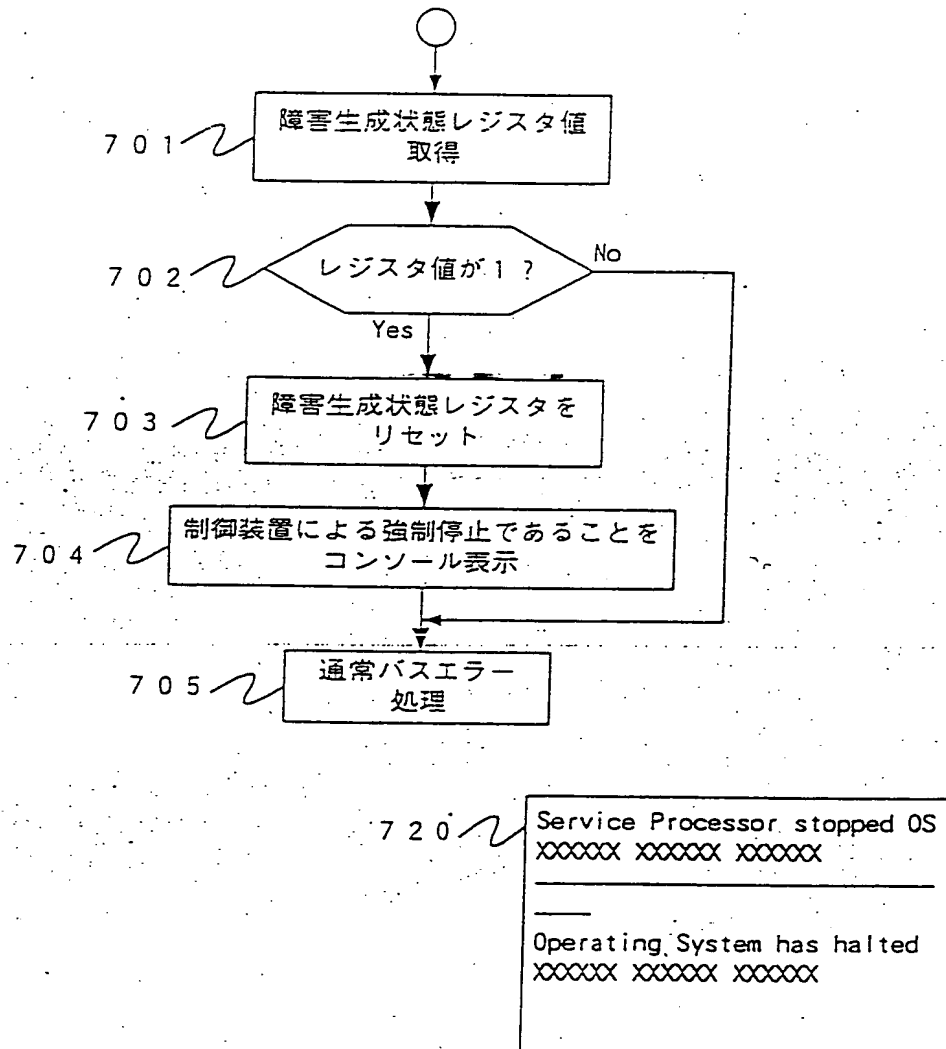 701
障害生成状態レジスタ値
取得
702
レジスタ値が1?
No
Yes
703
障害生成状態レジスタを
リセット
704
制御装置による強制停止であることを
コンソール表示
705
通常バスエラー
処理
720
Service Processor stopped OS
XXXXXX XXXXXX XXXXXX
Operating System has halted
XXXXXX XXXXXX XXXXXX